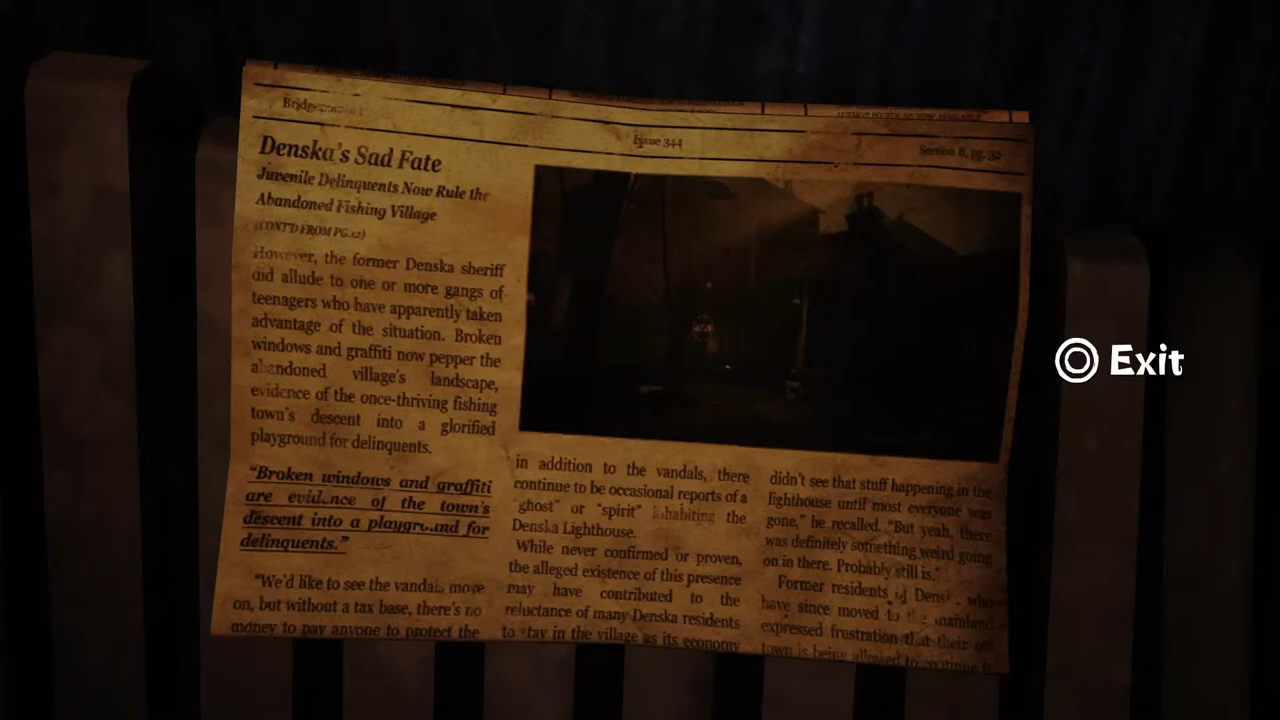 Issue 344
Section B, pg. 32
Denska's Sad Fate
Juvenile Delinquents Now Rule the
Abandoned Fishing Village
(CONT'D FROM PG.12)
However, the former Denska sheriff
did allude to one or more gangs of
teenagers who have apparently taken
advantage of the situation. Broken
windows and graffiti now pepper the
abandoned village's landscape,
evidence of the once-thriving fishing
town's descent into a glorified
playground for delinquents.
"Broken windows and graffiti
are evidence of the town's
descent into a playground for
delinquents."
"We'd like to see the vandals move
on, but without a tax base, there's no
money to pay anyone to protect the
in addition to the vandals, there
continue to be occasional reports of a
"ghost" or "spirit" inhabiting the
Denska Lighthouse.
While never confirmed or proven,
the alleged existence of this presence
may have contributed to the
reluctance of many Denska residents
to stay in the village as its economy
didn't see that stuff happening in the
lighthouse until most everyone was
gone," he recalled. "But yeah, there
was definitely something weird going
on in there. Probably still is."
Former residents of Denska who
have since moved to the mainland
expressed frustration that their old
town is being allowed to continue
Exit